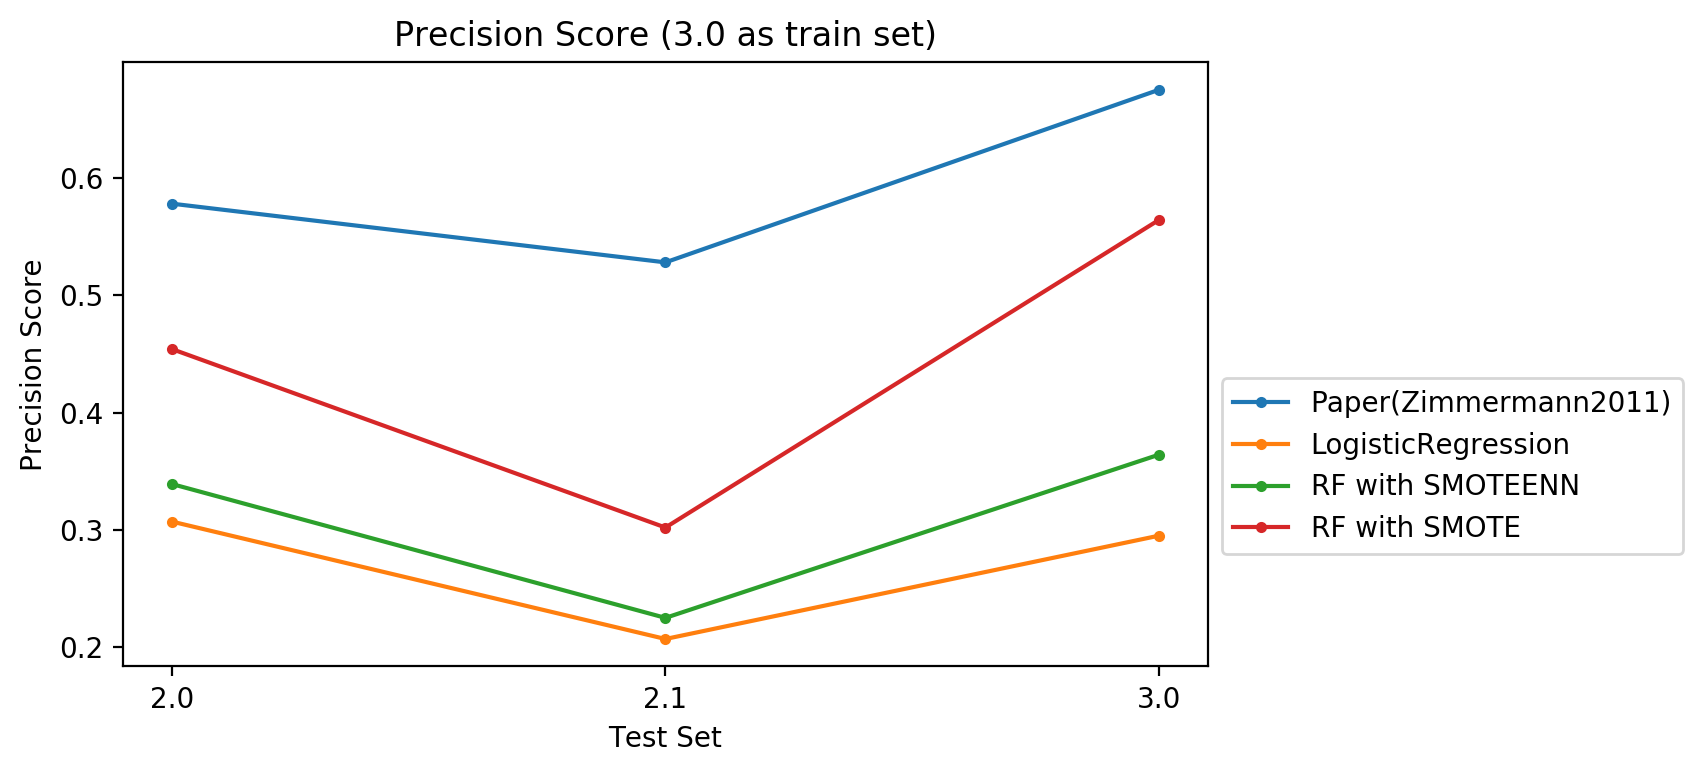 Precision Score (3.0 as train set)
Precision Score
0.6
0.5
0.4
0.3
0.2
2.0 2.1 3.0
Test Set
Paper(Zimmermann2011)
LogisticRegression
RF with SMOTEENN
RF with SMOTE